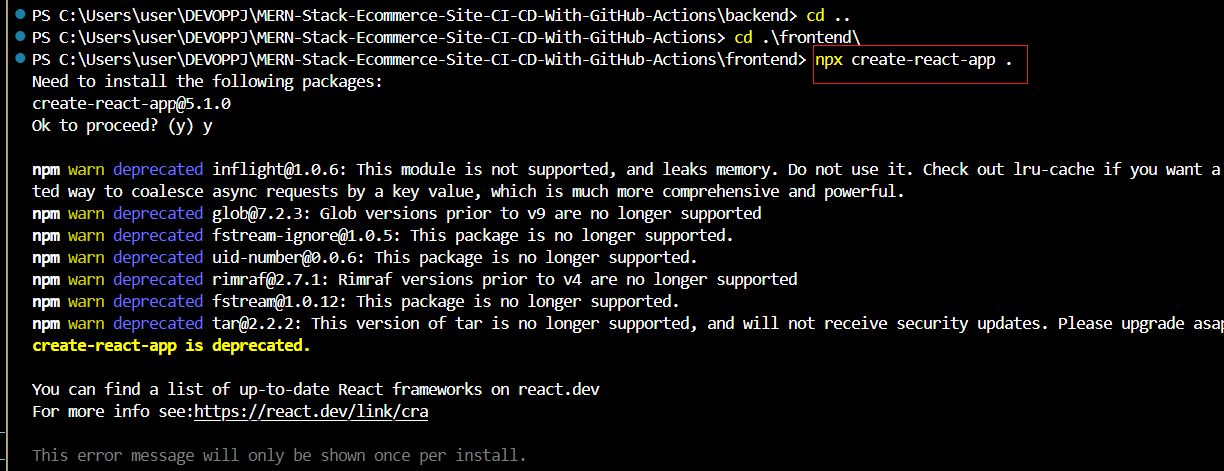 PS C:\Users\user\DEVOPPJ\MERN-Stack-Ecommerce-Site-CI-CD-With-GitHub-Actions\backend> cd ..
PS C:\Users\user\DEVOPPJ\MERN-Stack-Ecommerce-Site-CI-CD-With-GitHub-Actions> cd .\frontend\
PS C:\Users\user\DEVOPPJ\MERN-Stack-Ecommerce-Site-CI-CD-With-GitHub-Actions\frontend> npx create-react-app .
Need to install the following packages:
create-react-app@5.1.0
Ok to proceed? (y) y
npm warn deprecated inflight@1.0.6: This module is not supported, and leaks memory. Do not use it. Check out lru-cache if you want a
ted way to coalesce async requests by a key value, which is much more comprehensive and powerful.
npm warn deprecated glob@7.2.3: Glob versions prior to v9 are no longer supported
npm warn deprecated fstream-ignore@1.0.5: This package is no longer supported.
npm warn deprecated uid-number@0.0.6: This package is no longer supported.
npm warn deprecated rimraf@2.7.1: Rimraf versions prior to v4 are no longer supported
npm warn deprecated fstream@1.0.12: This package is no longer supported.
npm warn deprecated tar@2.2.2: This version of tar is no longer supported, and will not receive security updates. Please upgrade asap
create-react-app is deprecated.
You can find a list of up-to-date React frameworks on react.dev
For more info see:https://react.dev/link/cra
This error message will only be shown once per install.